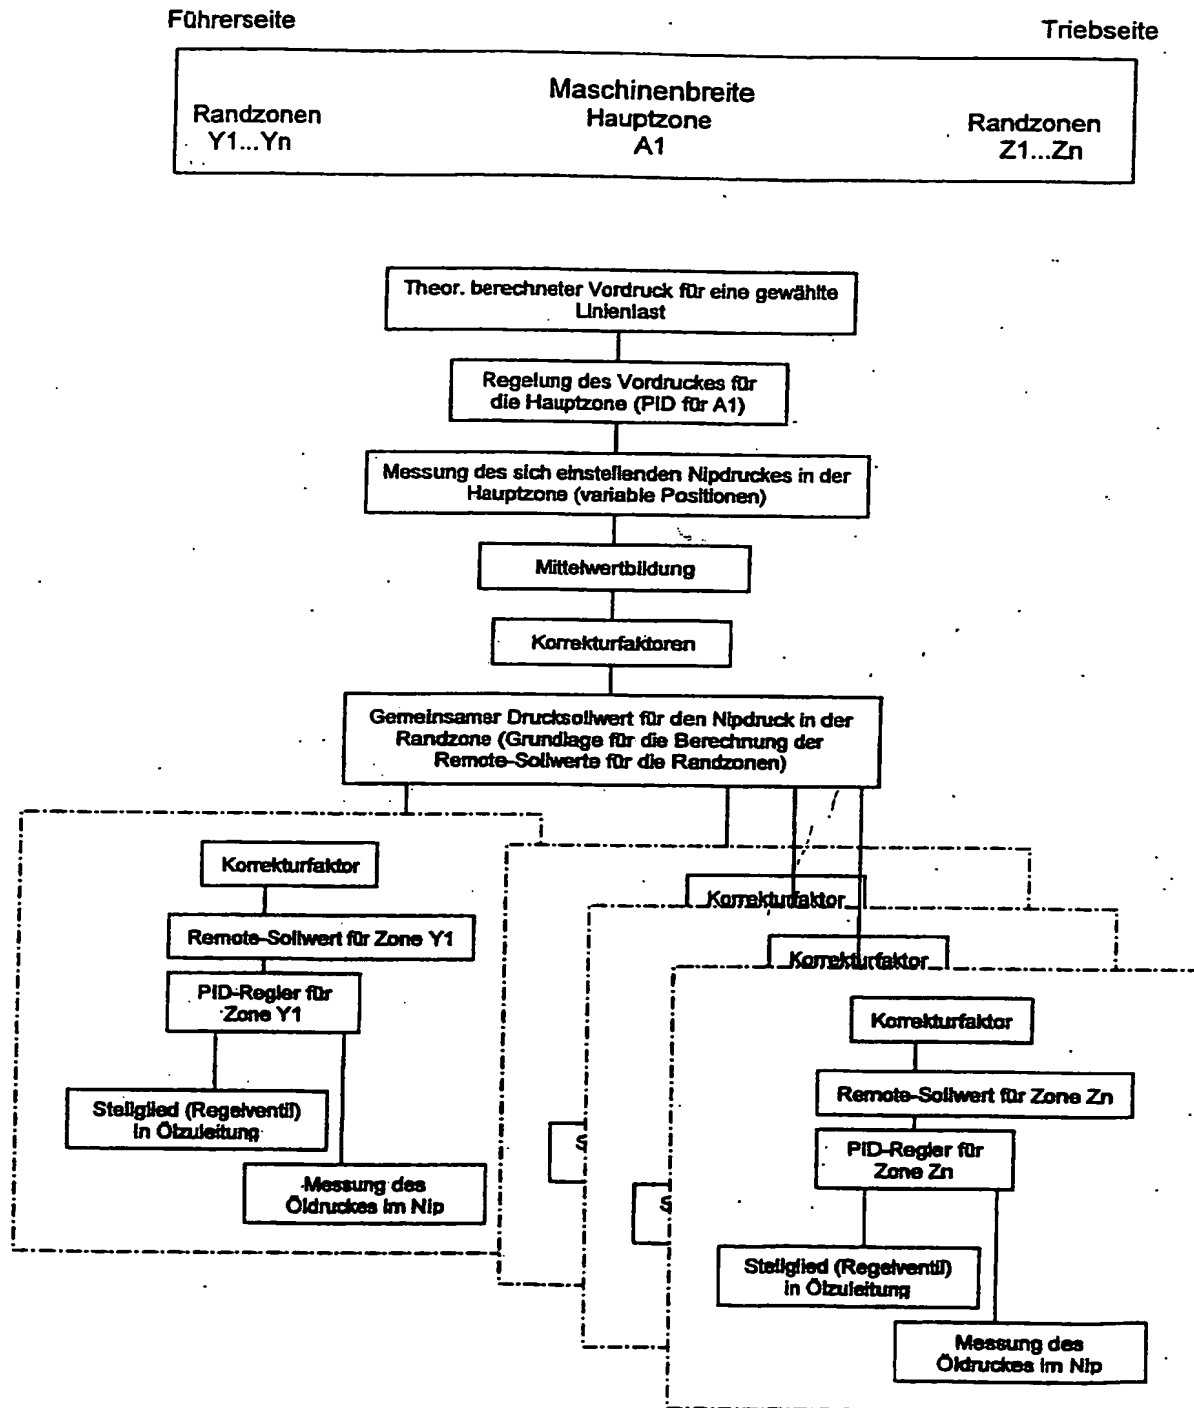 Führerseite
Triebseite
Maschinenbreite
Hauptzone
A1
Randzonen
Y1...Yn
Randzonen
Z1...Zn
Theor. berechneter Vordruck für eine gewählte
Linienlast
Regelung des Vordruckes für
die Hauptzone (PID für A1)
Messung des sich einstellenden Nipdruckes in der
Hauptzone (variable Positionen)
Mittelwertbildung
Korrekturfaktoren
Gemeinsamer Drucksollwert für den Nipdruck in der
Randzone (Grundlage für die Berechnung der
Remote-Sollwerte für die Randzonen)
Korrekturfaktor
Remote-Sollwert für Zone Y1
PID-Regler für
Zone Y1
Stellglied (Regelventil)
in Ölzuleitung
Messung des
Öldruckes im Nip
Korrekturfaktor
Korrekturfaktor
Korrekturfaktor
Remote-Sollwert für Zone Zn
PID-Regler für
Zone Zn
Stellglied (Regelventil)
in Ölzuleitung
Messung des
Öldruckes im Nip